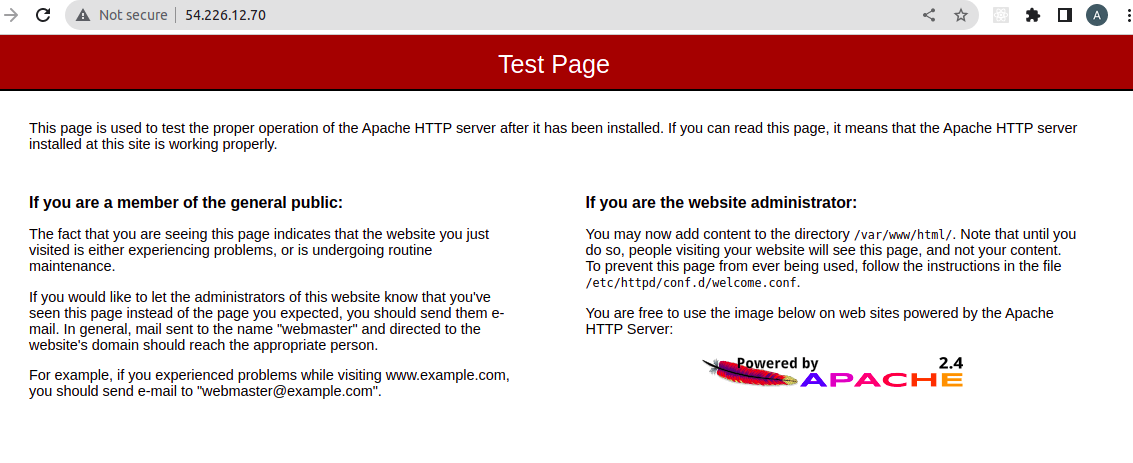 Not secure 54.226.12.70 A
Test Page
This page is used to test the proper operation of the Apache HTTP server after it has been installed. If you can read this page, it means that the Apache HTTP server
installed at this site is working properly.
If you are a member of the general public:
The fact that you are seeing this page indicates that the website you just
visited is either experiencing problems, or is undergoing routine
maintenance.
If you would like to let the administrators of this website know that you've
seen this page instead of the page you expected, you should send them e-
mail. In general, mail sent to the name "webmaster" and directed to the
website's domain should reach the appropriate person.
For example, if you experienced problems while visiting www.example.com,
you should send e-mail to "webmaster@example.com".
If you are the website administrator:
You may now add content to the directory /var/www/html/. Note that until you
do so, people visiting your website will see this page, and not your content.
To prevent this page from ever being used, follow the instructions in the file
/etc/httpd/conf.d/welcome.conf.
You are free to use the image below on web sites powered by the Apache
HTTP Server:
Powered by 2.4
APACHE